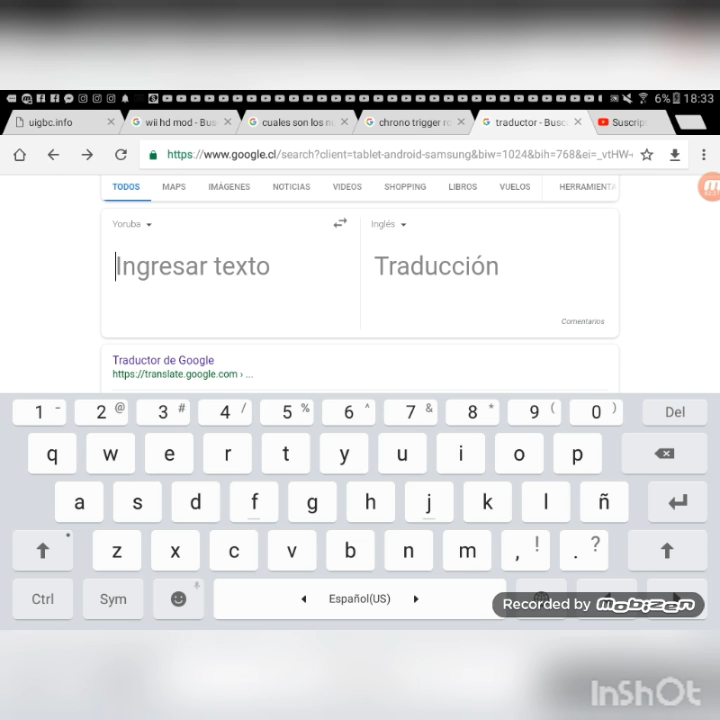 6% 18:33
uigbc.info × wii hd mod - Bus × cuales son los nu × chrono trigger ro × traductor - Busc × Suscrip
https://www.google.cl/search?client=tablet-android-samsung&biw=1024&bih=768&ei=_vtHW-
TODOS MAPS IMÁGENES NOTICIAS VIDEOS SHOPPING LIBROS VUELOS HERRAMIENTA
Yoruba Inglés
Ingresar texto Traducción
Comentarios
Traductor de Google
https://translate.google.com › ...
1 - 2 @ 3 # 4 / 5 % 6 ^ 7 & 8 * 9 ( 0 ) Del
q w e r t y u i o p
a s d f g h j k l ñ
z x c v b n m , ! . ?
Ctrl Sym Español(US)
Recorded by mobizen
InShOt